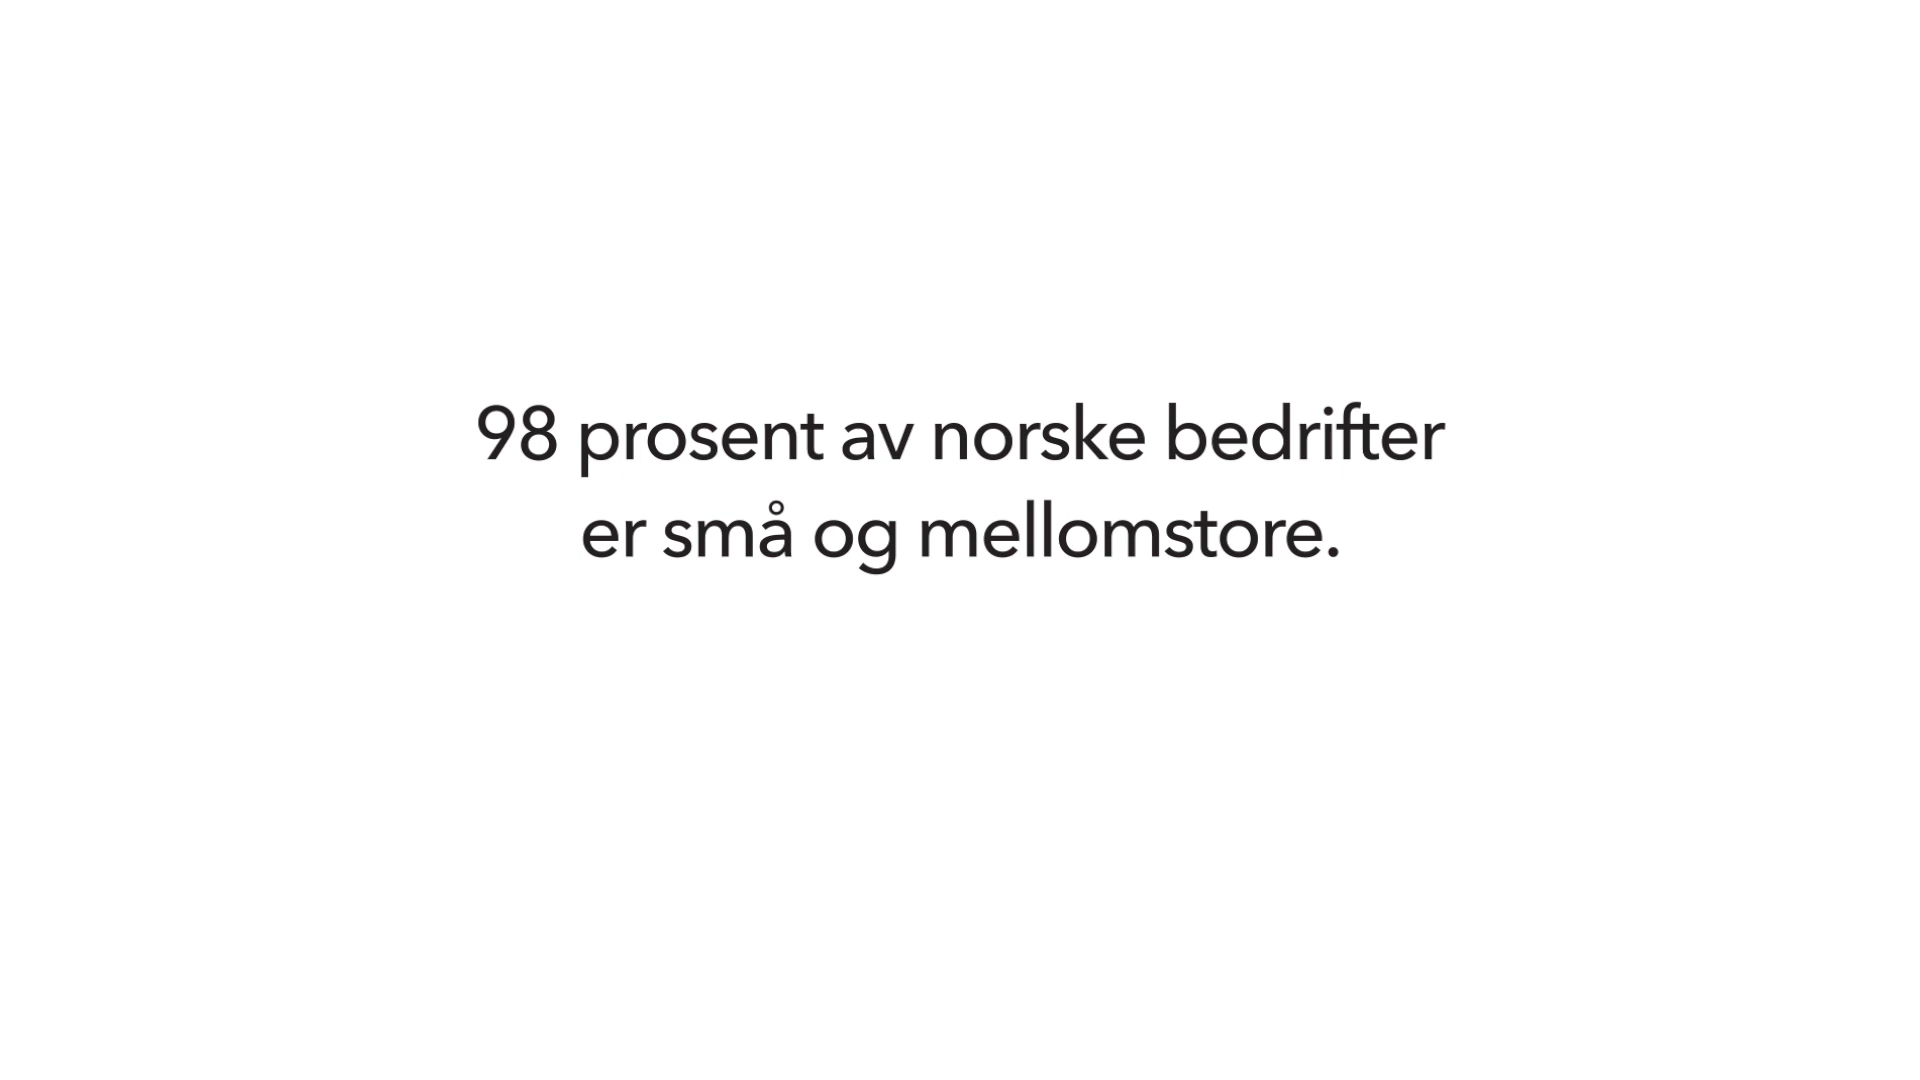 98 prosent av norske bedrifter
er små og mellomstore.